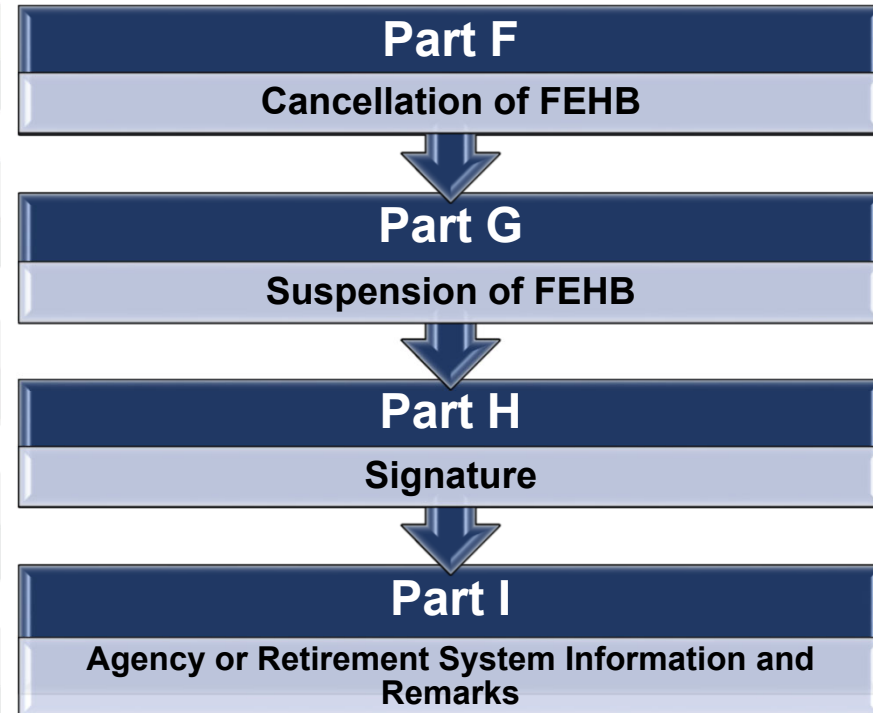 Part F
Cancellation of FEHB
Part G
Suspension of FEHB
Part H
Signature
Part I
Agency or Retirement System Information and
Remarks